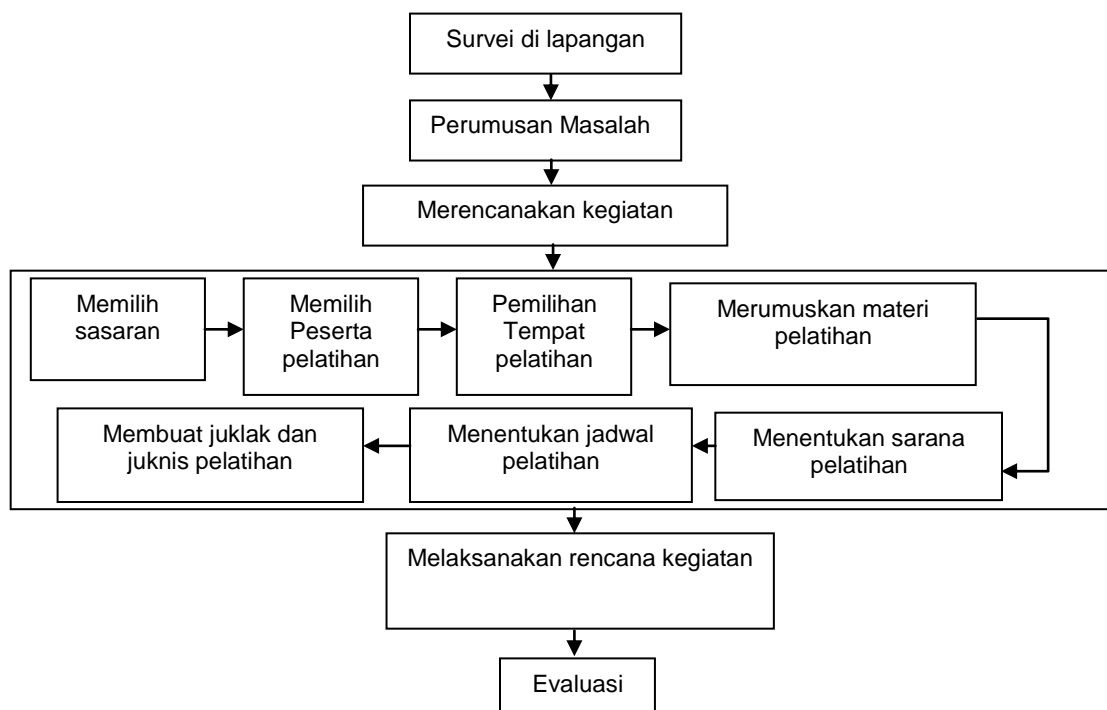 Survei di lapangan
Perumusan Masalah
Merencanakan kegiatan
Memilih
sasaran
Memilih
Peserta
pelatihan
Pemilihan
Tempat
pelatihan
Merumuskan materi
pelatihan
Menentukan sarana
pelatihan
Menentukan jadwal
pelatihan
Membuat juklak dan
juknis pelatihan
Melaksanakan rencana kegiatan
Evaluasi